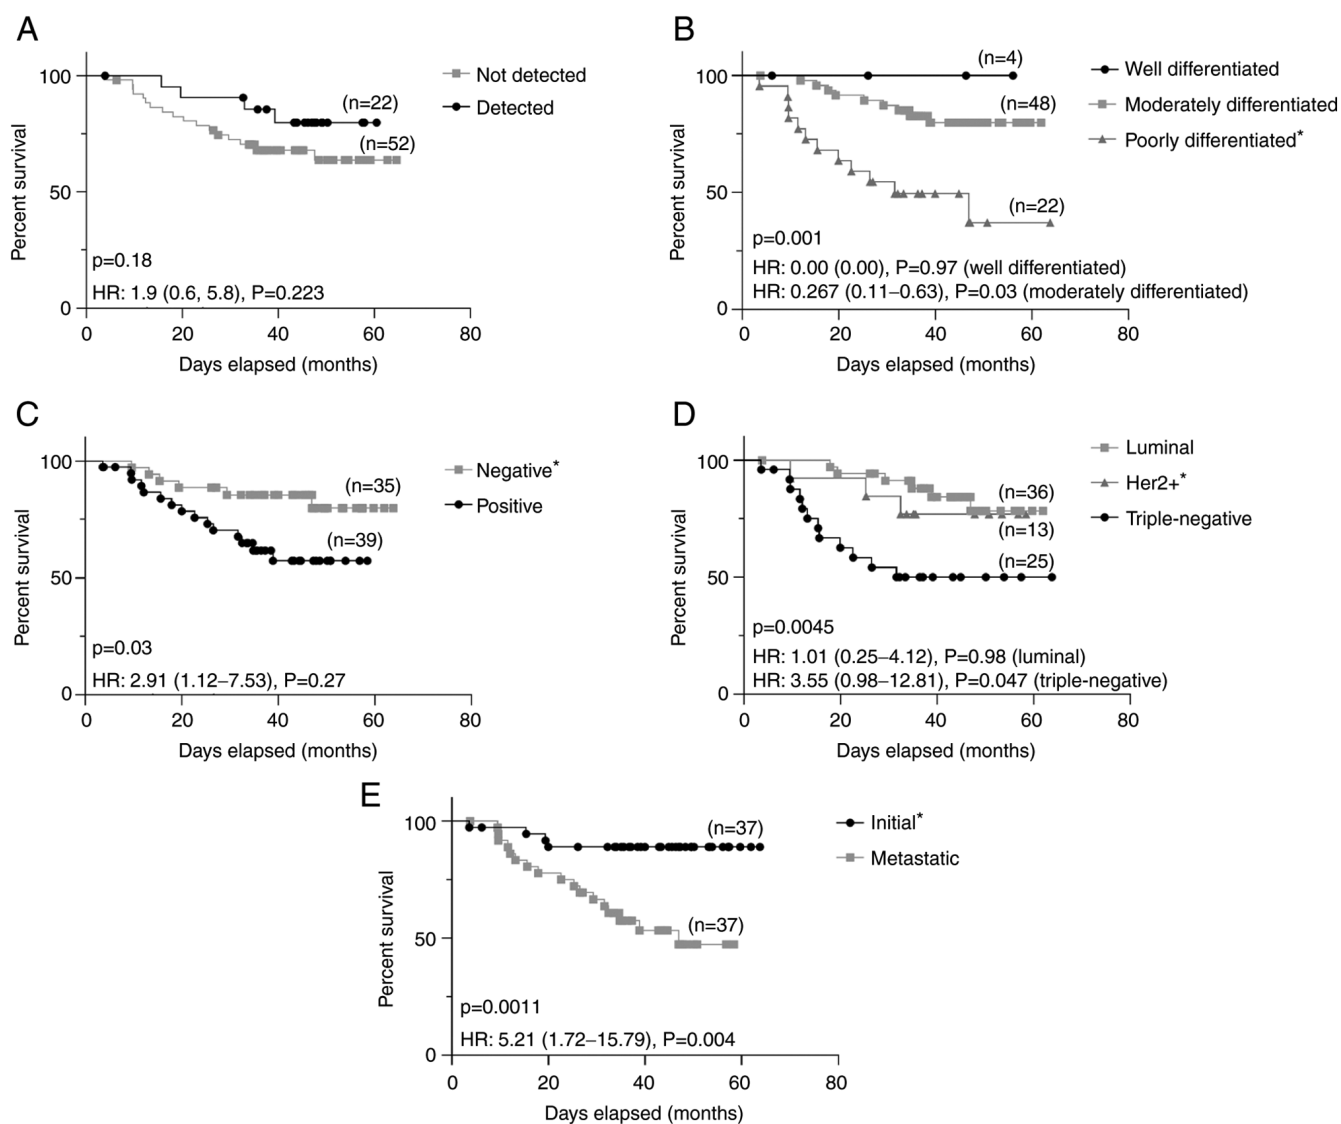 A
100
50
0
0
20
40
60
80
Percent survival
Days elapsed (months)
Not detected
Detected
(n=22)
(n=52)
p=0.18
HR: 1.9 (0.6, 5.8), P=0.223
B
100
50
0
0
20
40
60
80
Percent survival
Days elapsed (months)
Well differentiated
Moderately differentiated
Poorly differentiated*
(n=4)
(n=48)
(n=22)
p=0.001
HR: 0.00 (0.00), P=0.97 (well differentiated)
HR: 0.267 (0.11–0.63), P=0.03 (moderately differentiated)
C
100
50
0
0
20
40
60
80
Percent survival
Days elapsed (months)
Negative*
Positive
(n=35)
(n=39)
p=0.03
HR: 2.91 (1.12–7.53), P=0.27
D
100
50
0
0
20
40
60
80
Percent survival
Days elapsed (months)
Luminal
Her2+*
Triple-negative
(n=36)
(n=13)
(n=25)
p=0.0045
HR: 1.01 (0.25–4.12), P=0.98 (luminal)
HR: 3.55 (0.98–12.81), P=0.047 (triple-negative)
E
100
50
0
0
20
40
60
80
Percent survival
Days elapsed (months)
Initial*
Metastatic
(n=37)
(n=37)
p=0.0011
HR: 5.21 (1.72–15.79), P=0.004